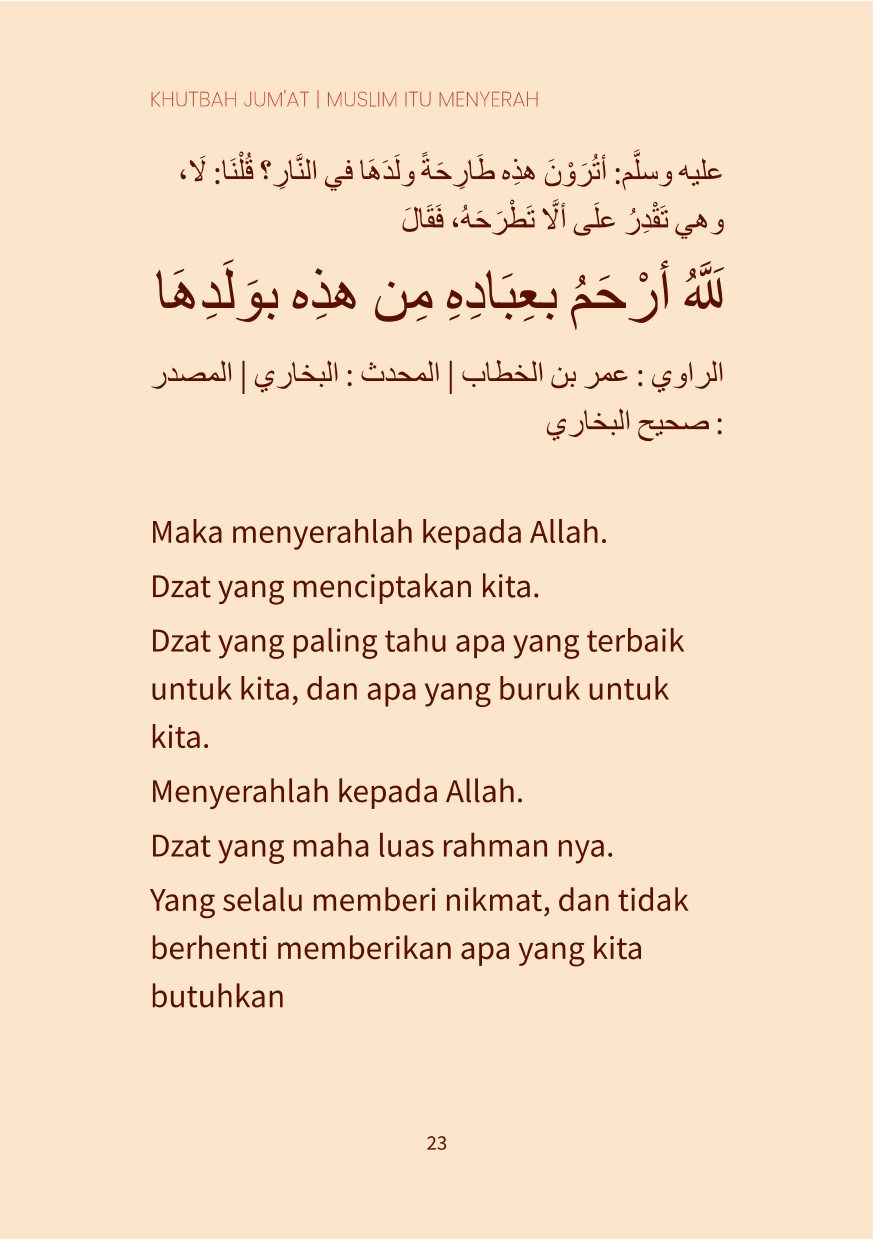 KHUTBAH JUM'AT | MUSLIM ITU MENYERAH
عليه وسلَّم: أتُرَوْنَ هذِه طَارِحَةً ولَدَهَا في النَّارِ؟ قُلْنَا: لَا،
وهي تَقْدِرُ علَى ألَّا تَطْرَحَهُ، فَقَالَ
لَلَّهُ أرْحَمُ بعِبَادِهِ مِن هذِه بوَلَدِهَا
الراوي : عمر بن الخطاب | المحدث : البخاري | المصدر
: صحيح البخاري
Maka menyerahlah kepada Allah.
Dzat yang menciptakan kita.
Dzat yang paling tahu apa yang terbaik
untuk kita, dan apa yang buruk untuk
kita.
Menyerahlah kepada Allah.
Dzat yang maha luas rahman nya.
Yang selalu memberi nikmat, dan tidak
berhenti memberikan apa yang kita
butuhkan
23